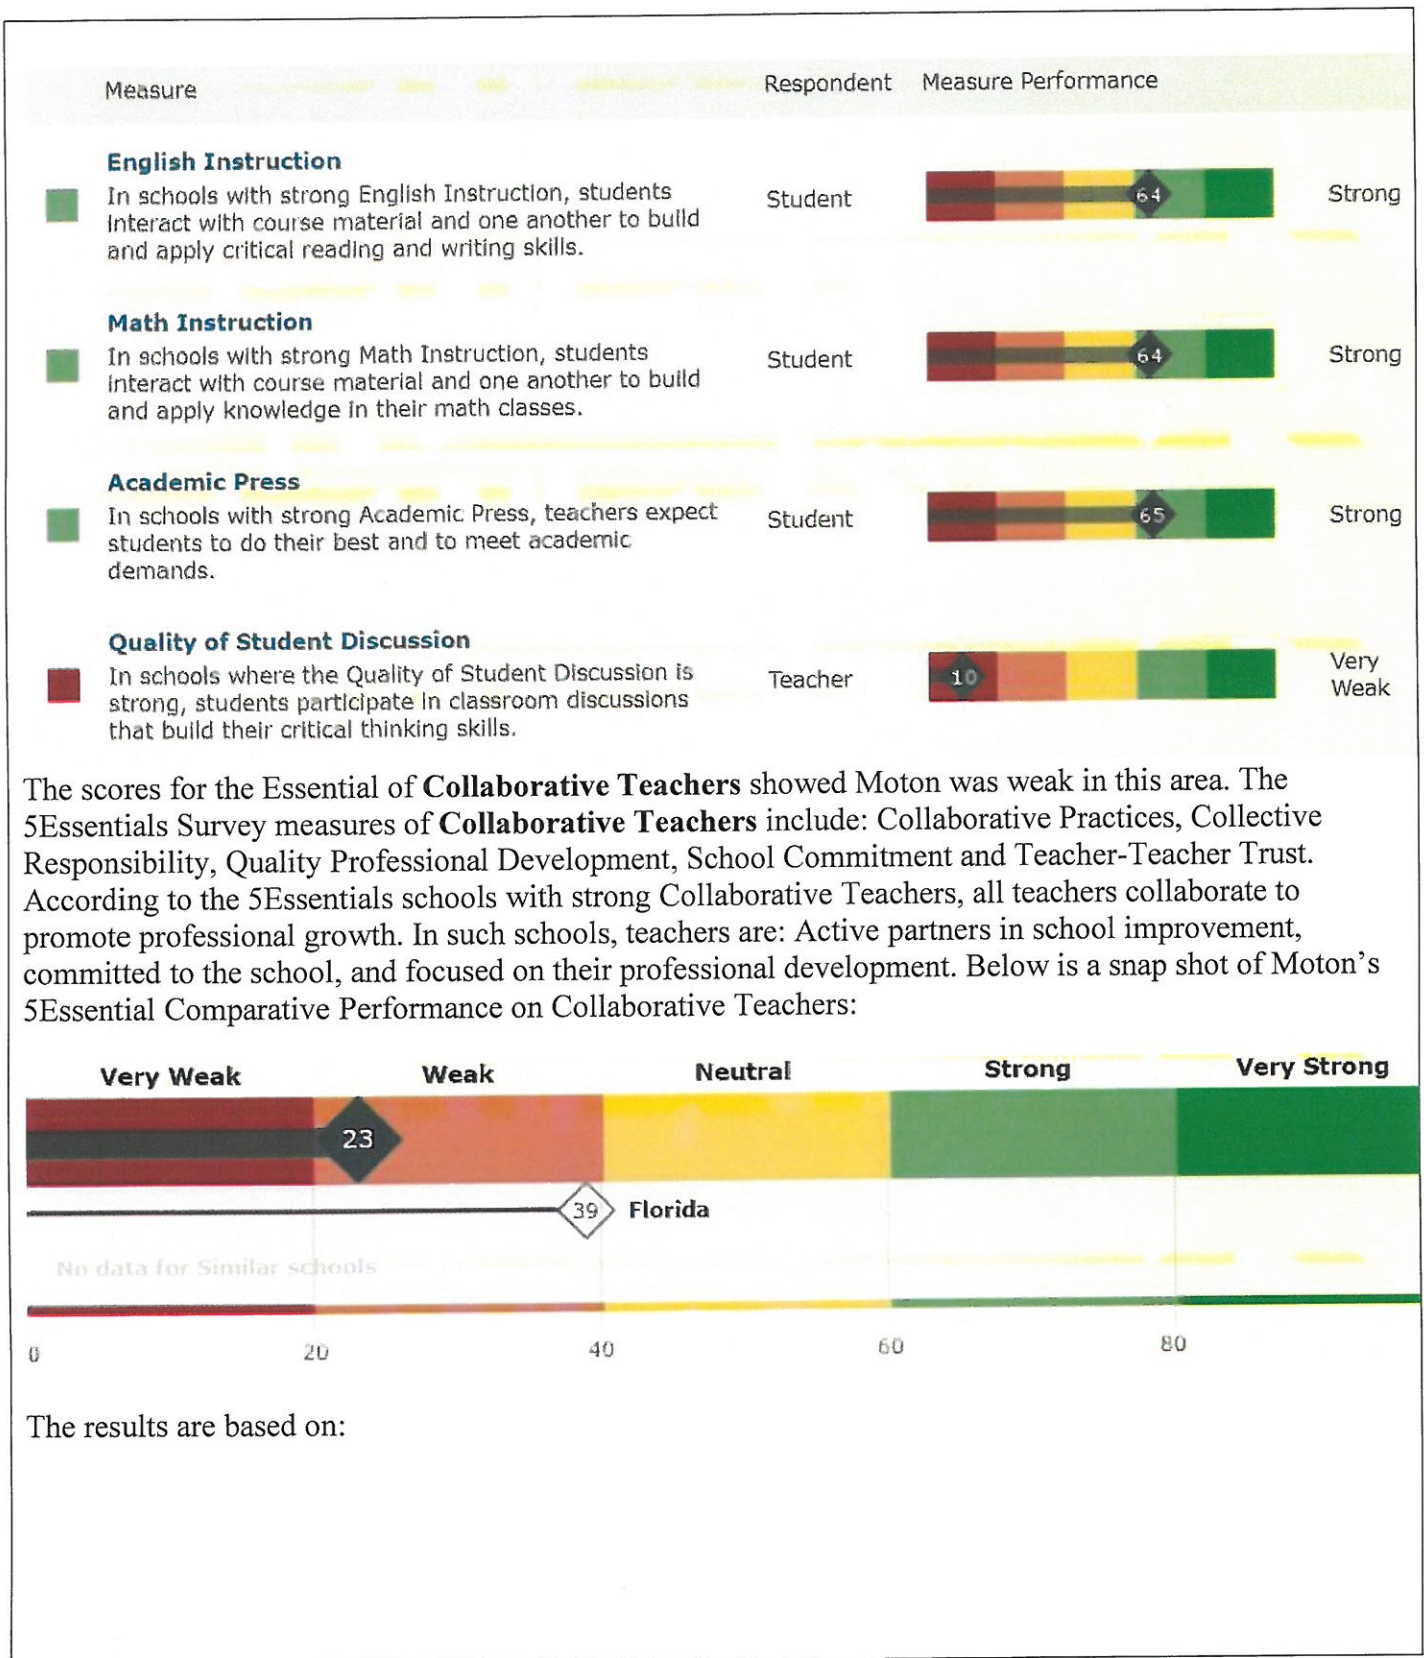 Measure Respondent Measure Performance
English Instruction
In schools with strong English Instruction, students
interact with course material and one another to build
and apply critical reading and writing skills.
Student
64
Strong
Math Instruction
In schools with strong Math Instruction, students
interact with course material and one another to build
and apply knowledge in their math classes.
Student
64
Strong
Academic Press
In schools with strong Academic Press, teachers expect
students to do their best and to meet academic
demands.
Student
65
Strong
Quality of Student Discussion
In schools where the Quality of Student Discussion is
strong, students participate in classroom discussions
that build their critical thinking skills.
Teacher
10
Very
Weak
The scores for the Essential of Collaborative Teachers showed Moton was weak in this area. The
5Essentials Survey measures of Collaborative Teachers include: Collaborative Practices, Collective
Responsibility, Quality Professional Development, School Commitment and Teacher-Teacher Trust.
According to the 5Essentials schools with strong Collaborative Teachers, all teachers collaborate to
promote professional growth. In such schools, teachers are: Active partners in school improvement,
committed to the school, and focused on their professional development. Below is a snap shot of Moton's
5Essential Comparative Performance on Collaborative Teachers:
Very Weak Weak Neutral Strong Very Strong
23
39 Florida
No data for Similar schools
0 20 40 60 80
The results are based on: